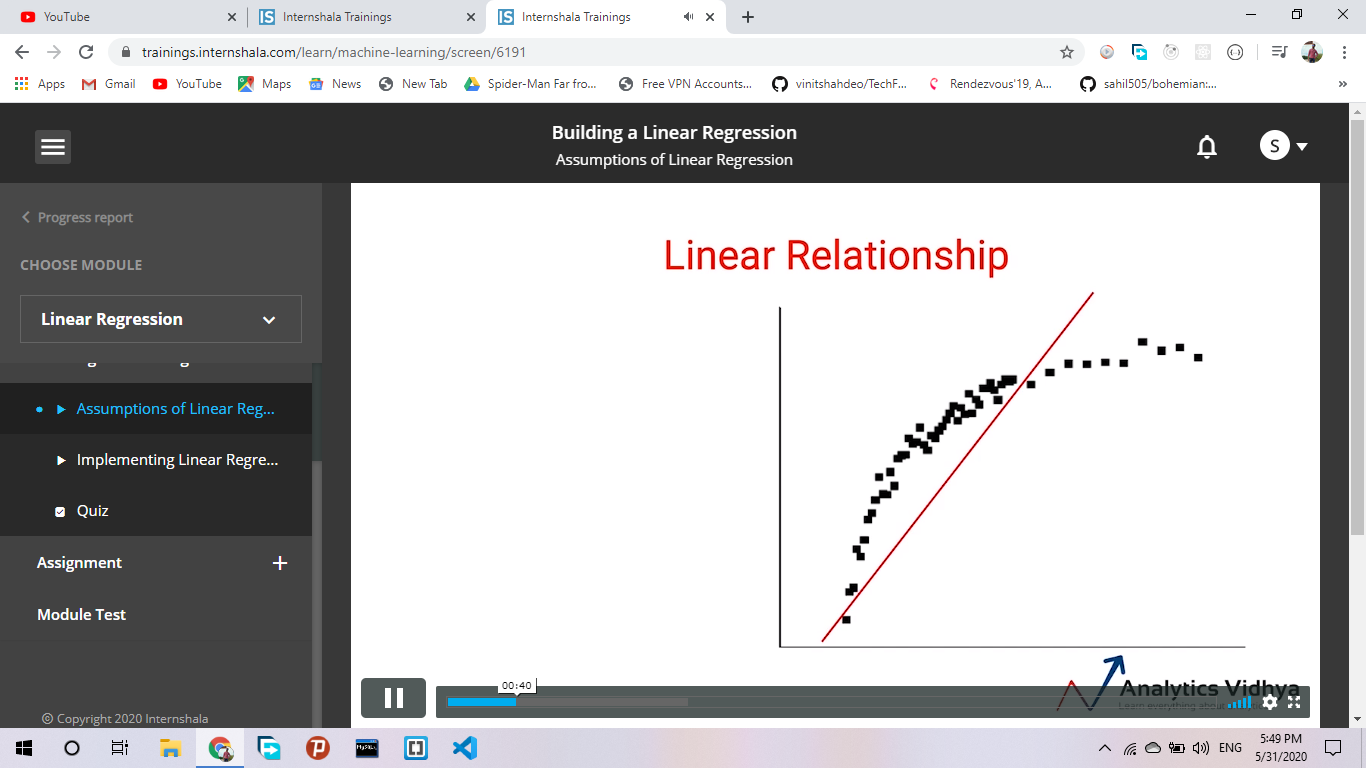 YouTube
Internshala Trainings
Internshala Trainings
trainings.internshala.com/learn/machine-learning/screen/6191
Apps
Gmail
YouTube
Maps
News
New Tab
Spider-Man Far fro...
Free VPN Accounts...
vinitshahdeo/TechF...
Rendezvous'19, A...
sahil505/bohemian:...
»
Building a Linear Regression
Assumptions of Linear Regression
S
Progress report
CHOOSE MODULE
Linear Regression
Assumptions of Linear Reg...
Implementing Linear Regre...
Quiz
Assignment
Module Test
© Copyright 2020 Internshala
Linear Relationship
00:40
Analytics Vidhya
Learn everything about
MySQL
ENG
5:49 PM
5/31/2020